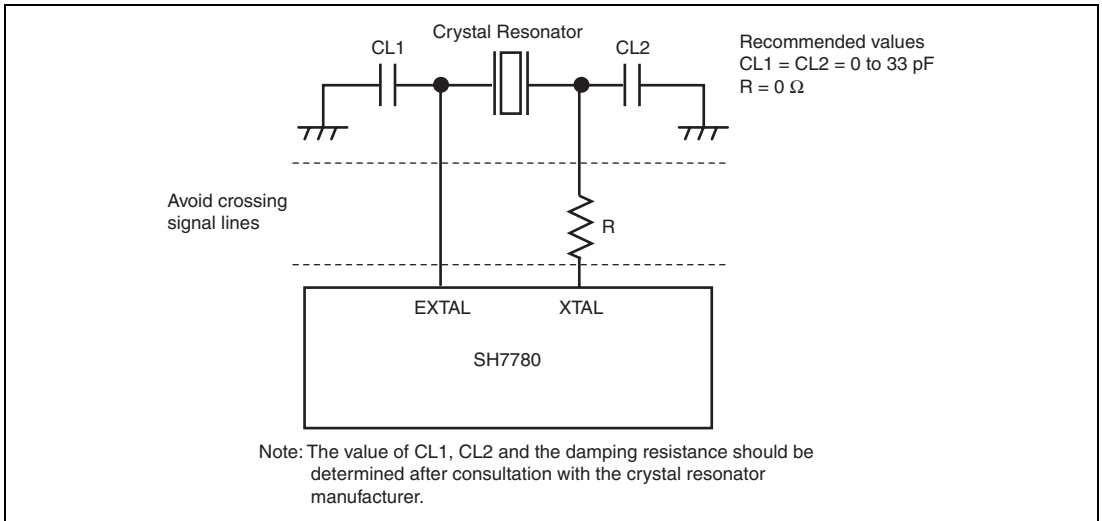 Crystal Resonator
CL1
CL2
Recommended values
CL1 = CL2 = 0 to 33 pF
R = 0 Ω
Avoid crossing
signal lines
R
EXTAL
XTAL
SH7780
Note: The value of CL1, CL2 and the damping resistance should be
determined after consultation with the crystal resonator
manufacturer.